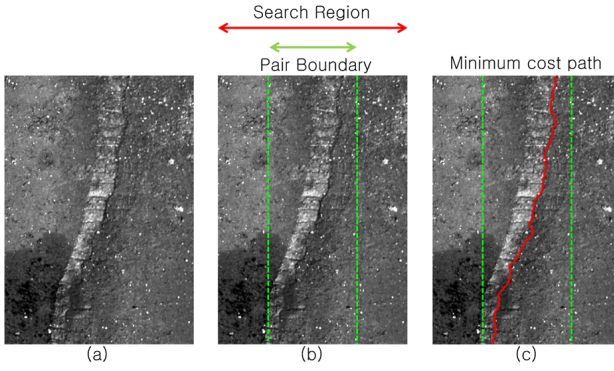 Search Region
Pair Boundary
Minimum cost path
(a)
(b)
(c)